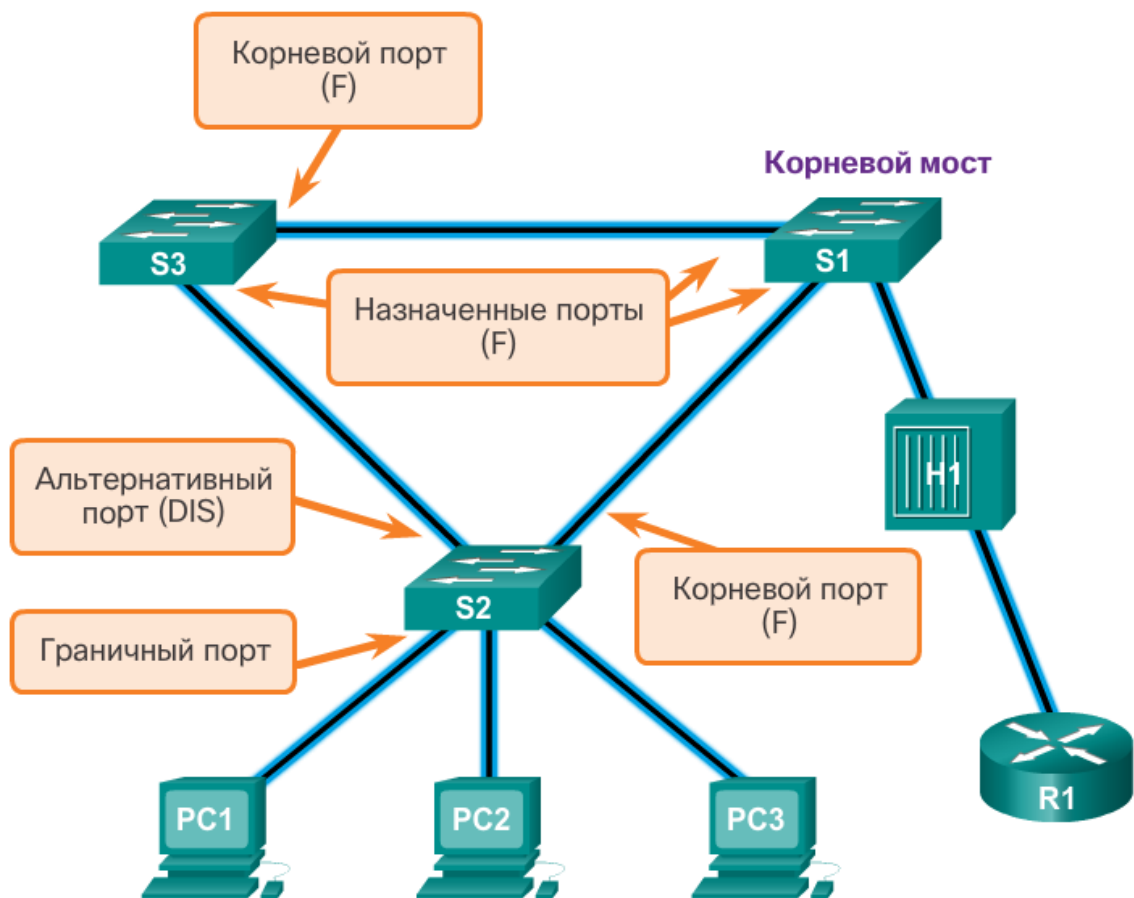 Корневой порт
(F)
Корневой мост
S3
S1
Назначенные порты
(F)
H1
Альтернативный
порт (DIS)
Корневой порт
(F)
S2
Граничный порт
PC1
PC2
PC3
R1